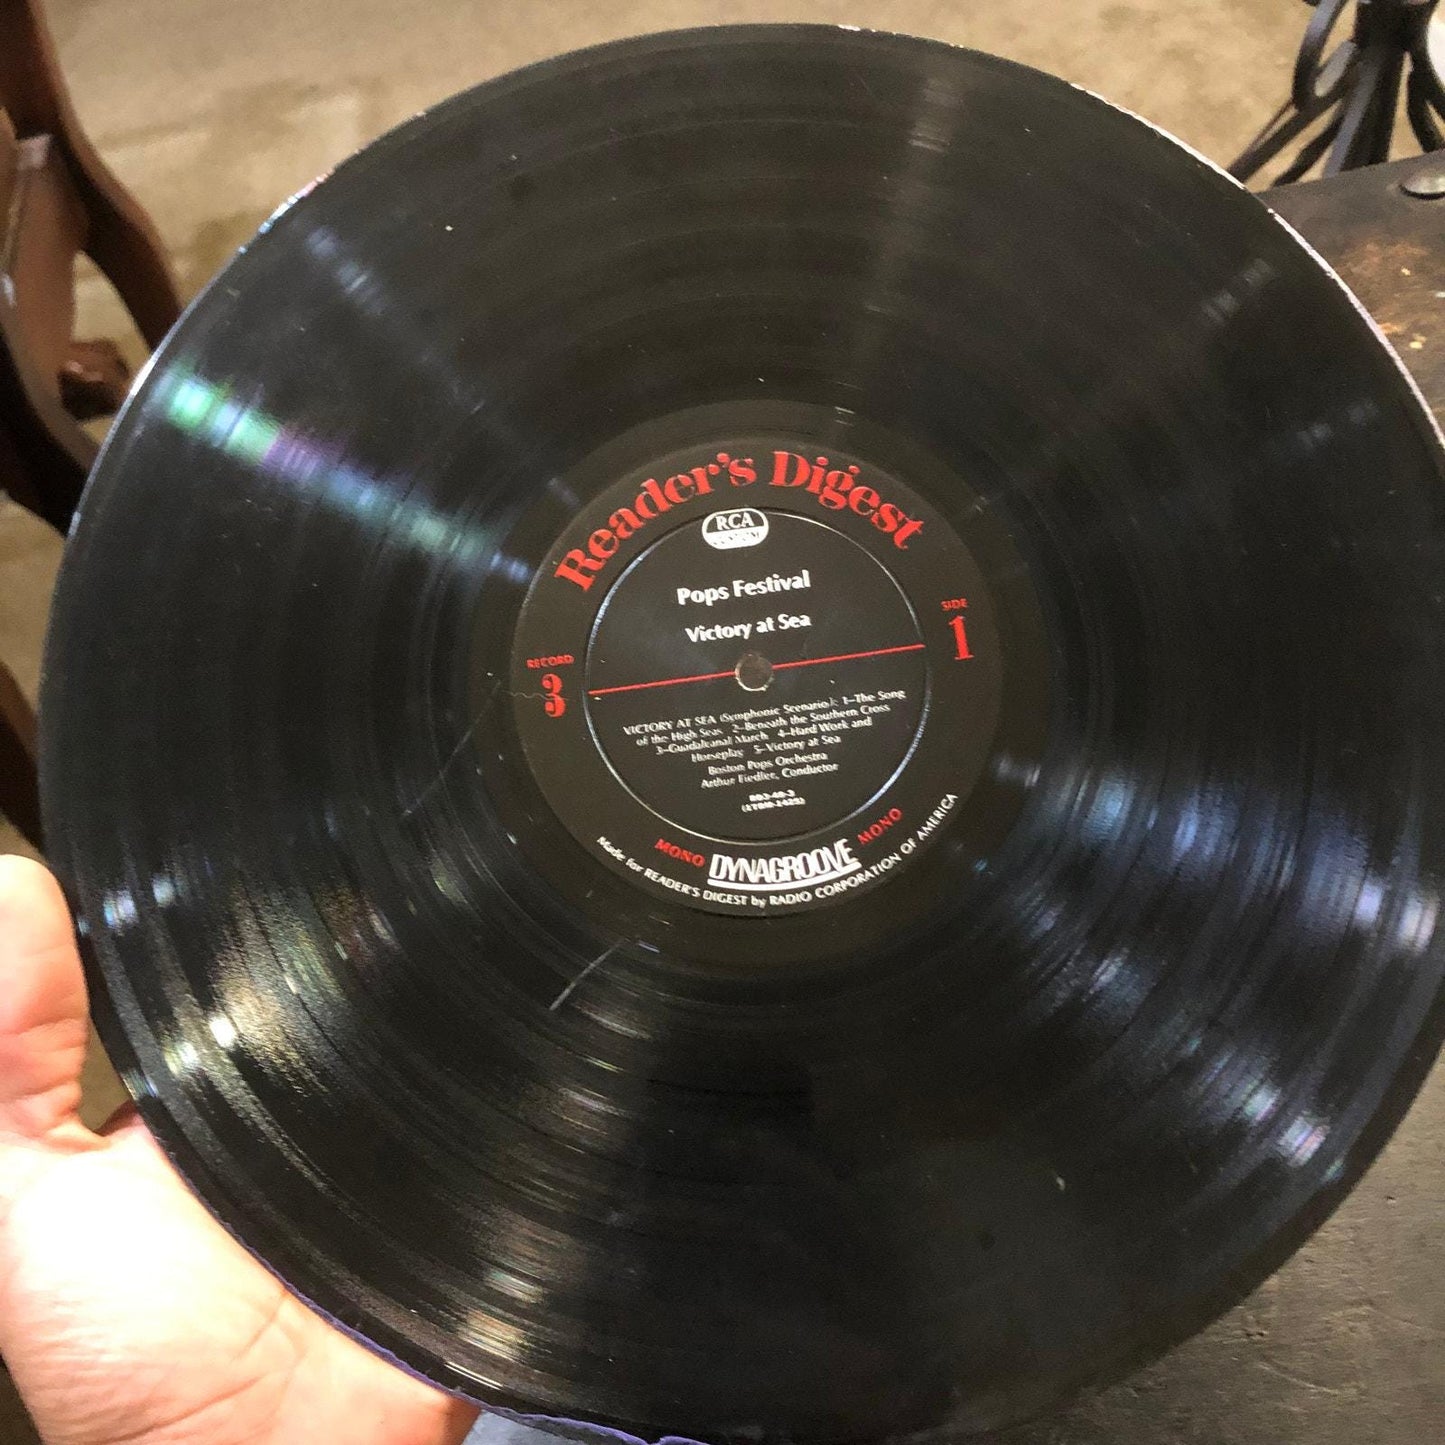 Reader's Digest
RCA
CUSTOM
Pops Festival
Victory at Sea
SIDE
1
RECORD
3
VICTORY AT SEA (Symphonic Scenario): 1–The Song
of the High Seas 2–Beneath the Southern Cross
3–Guadalcanal March 4–Hard Work and
Horseplay 5–Victory at Sea
Boston Pops Orchestra
Arthur Fiedler, Conductor
MONO DYNAGROOVE MONO
Made for READER'S DIGEST by RADIO CORPORATION OF AMERICA